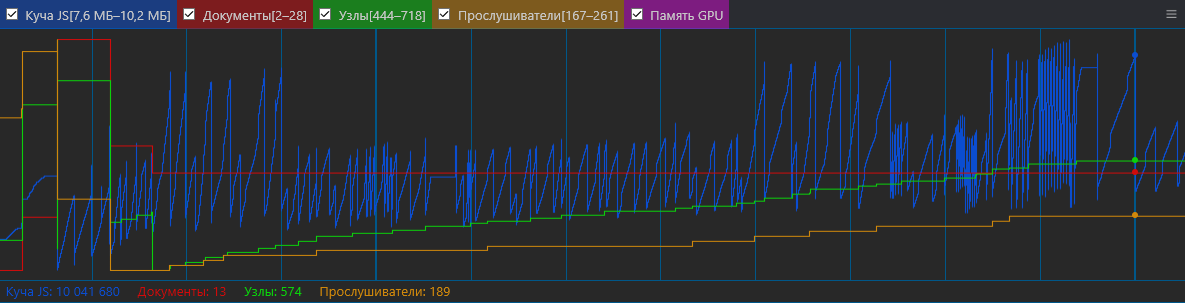 Куча JS[7,6 МБ–10,2 МБ] Документы[2–28] Узлы[444–718] Прослушиватели[167–261] Память GPU
Куча JS: 10 041 680 Документы: 13 Узлы: 574 Прослушиватели: 189